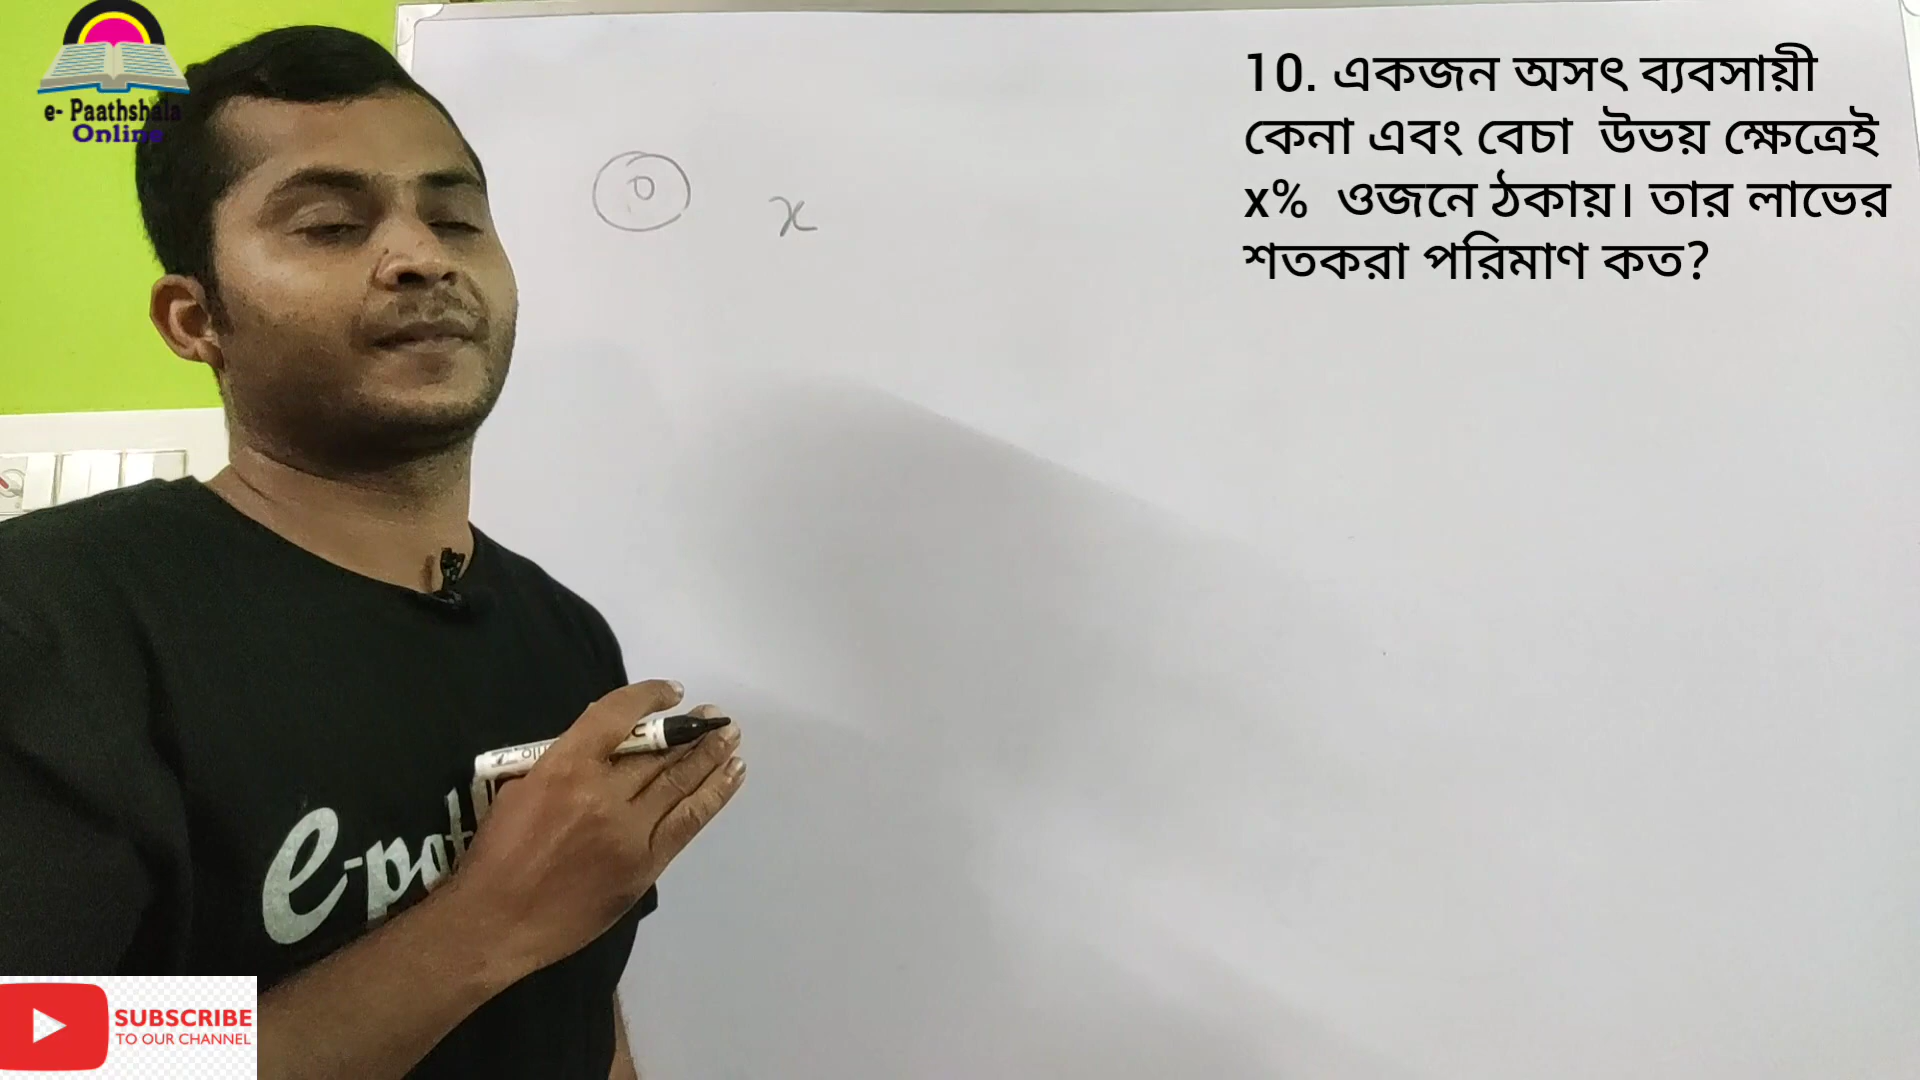 e- Paathshala
Online
10. একজন অসৎ ব্যবসায়ী
কেনা এবং বেচা উভয় ক্ষেত্রেই
x% ওজনে ঠকায়। তার লাভের
শতকরা পরিমাণ কত?
x
SUBSCRIBE
TO OUR CHANNEL